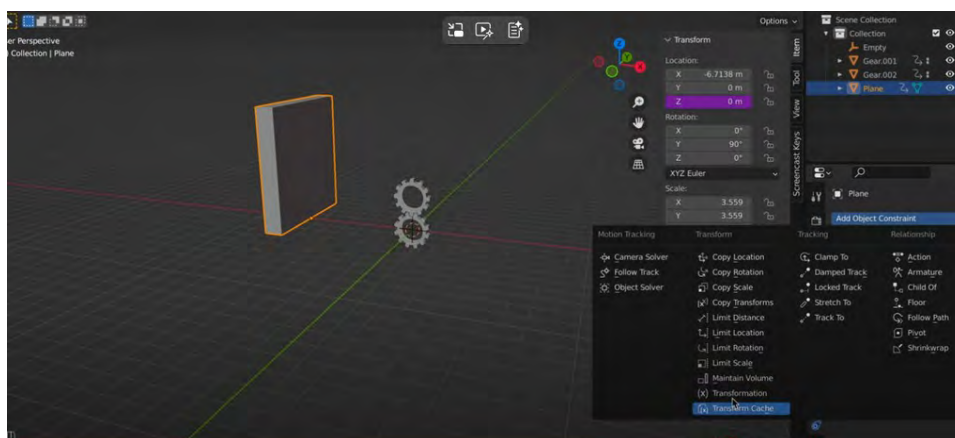 Options
Scene Collection
er Perspective
Collection | Plane
Transform
Item
Collection
Empty
Location:
X -6.7138 m
Gear.001
Y 0 m
Tool
Gear.002
Z 0 m
Plane
Rotation:
X 0°
View
Y 90°
Z 0°
XYZ Euler
Screencast Keys
Scale:
X 3.559
Plane
Y 3.559
Add Object Constraint
Motion Tracking Transform Tracking Relationship
Camera Solver Copy Location Clamp To Action
Follow Track Copy Rotation Damped Track Armature
Object Solver Copy Scale Locked Track Child Of
Copy Transforms Stretch To Floor
Limit Distance Track To Follow Path
Limit Location Pivot
Limit Rotation Shrinkwrap
Limit Scale
Maintain Volume
Transformation
Transform Cache